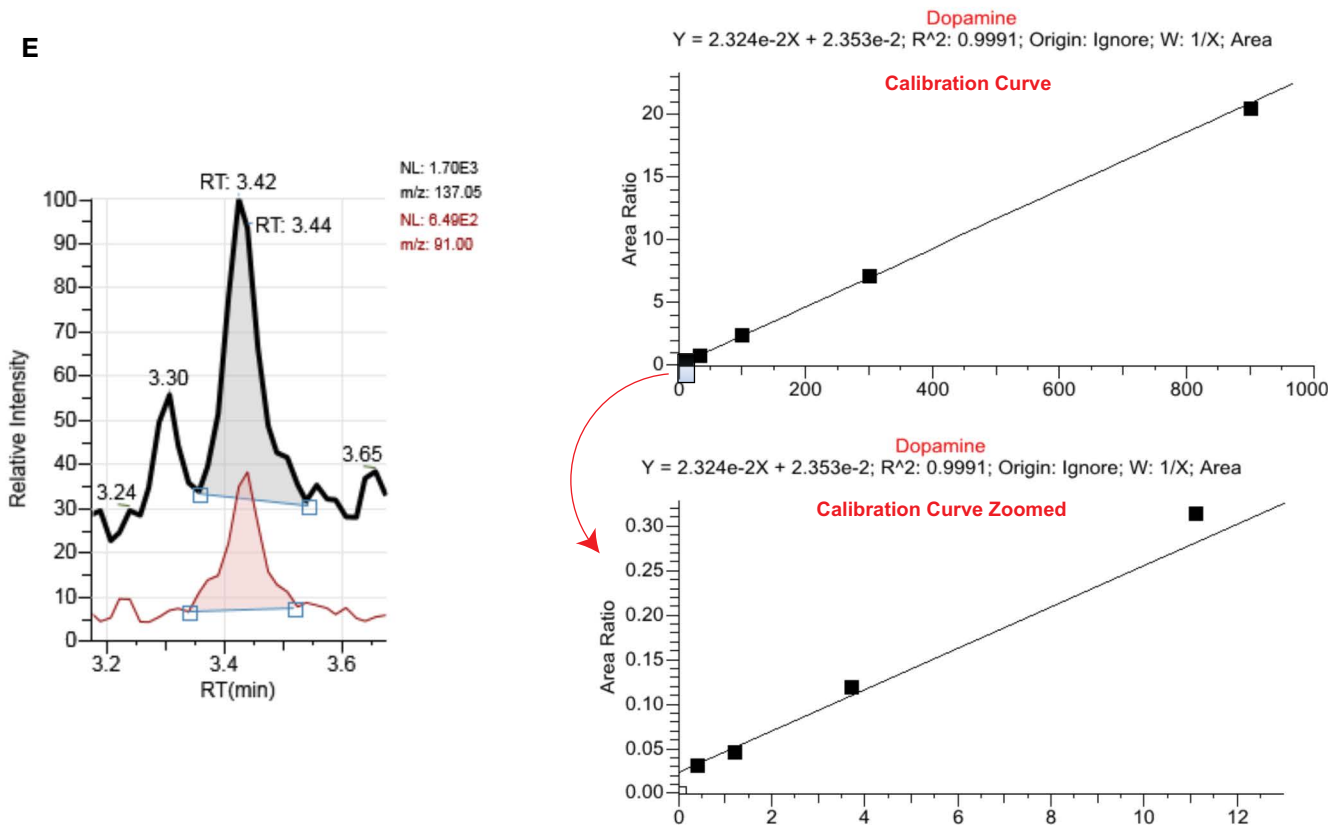 E
NL: 1.70E3
m/z: 137.05
NL: 6.49E2
m/z: 91.00
RT: 3.42
RT: 3.44
3.30
3.24
3.65
Relative Intensity
100
90
80
70
60
50
40
30
20
10
0
3.2 3.4 3.6
RT(min)
Dopamine
Y = 2.324e-2X + 2.353e-2; R^2: 0.9991; Origin: Ignore; W: 1/X; Area
Calibration Curve
Area Ratio
20
15
10
5
0
0 200 400 600 800 1000
Dopamine
Y = 2.324e-2X + 2.353e-2; R^2: 0.9991; Origin: Ignore; W: 1/X; Area
Calibration Curve Zoomed
Area Ratio
0.30
0.25
0.20
0.15
0.10
0.05
0.00
0 2 4 6 8 10 12